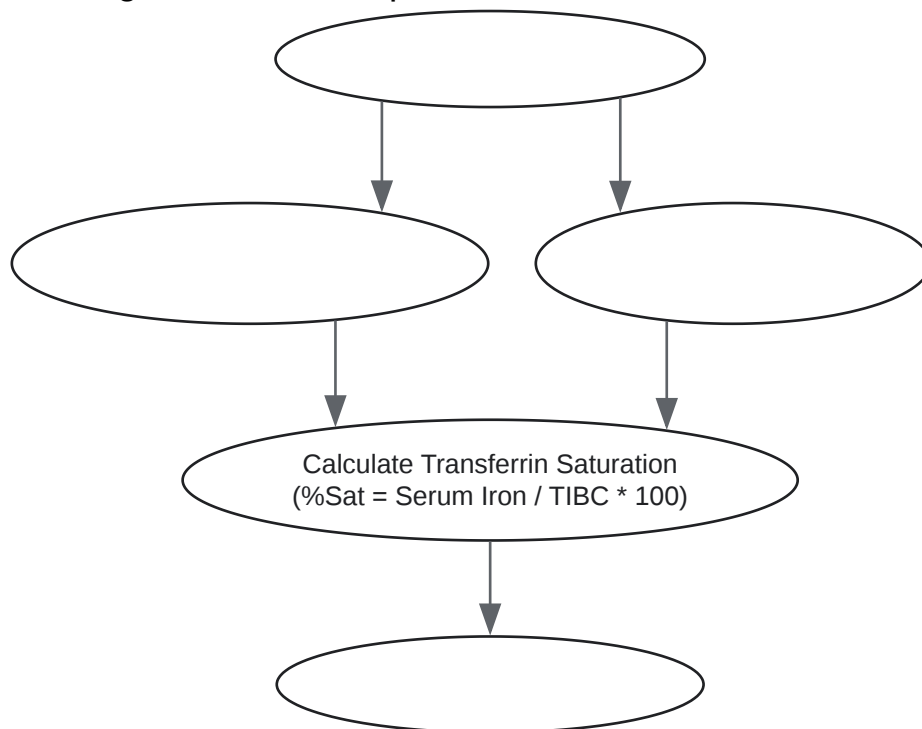 Calculate Transferrin Saturation
(%Sat = Serum Iron / TIBC * 100)